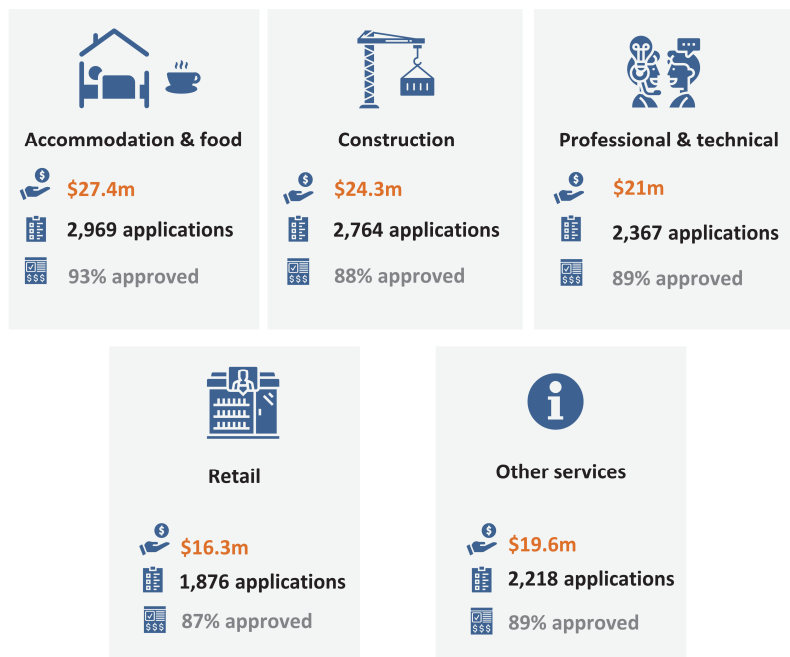 Accommodation & food
$27.4m
2,969 applications
93% approved
Construction
$24.3m
2,764 applications
88% approved
Professional & technical
$21m
2,367 applications
89% approved
Retail
$16.3m
1,876 applications
87% approved
Other services
$19.6m
2,218 applications
89% approved